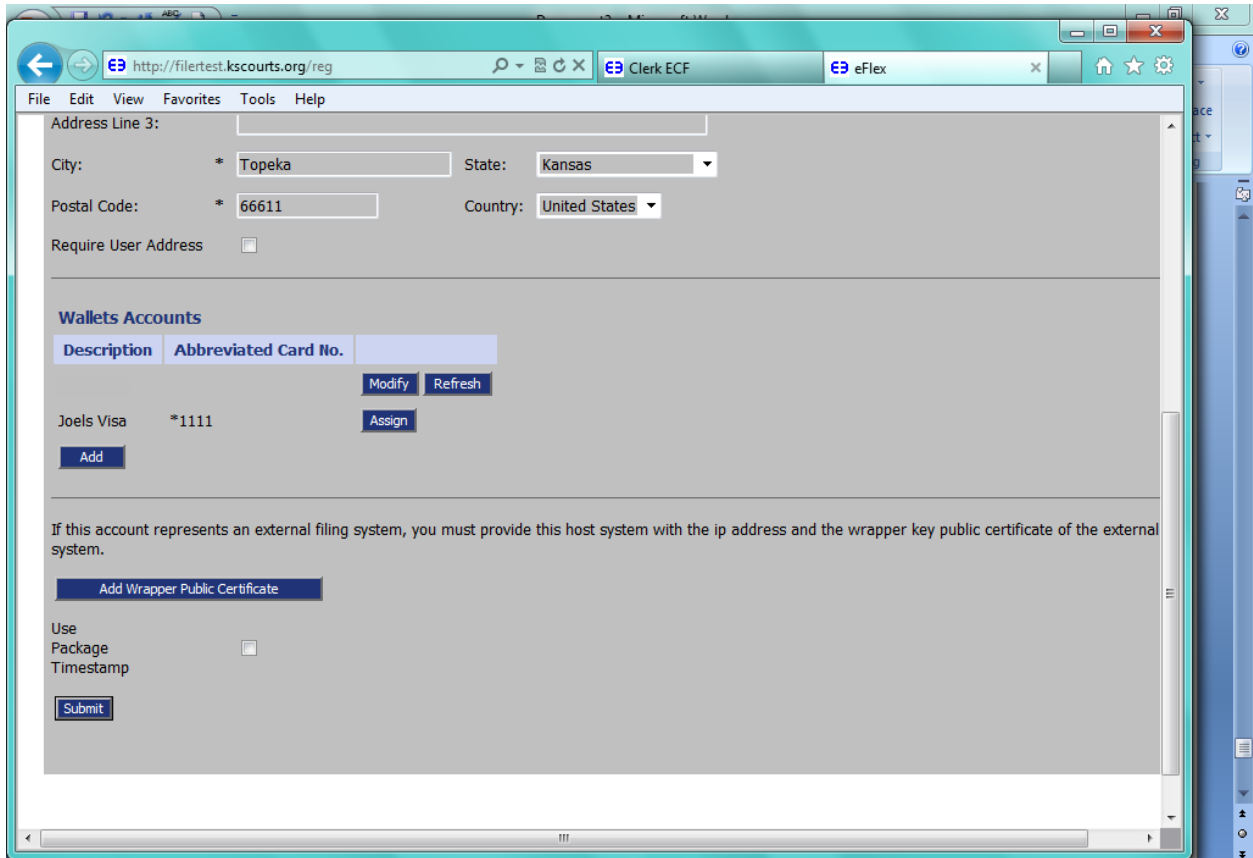 ABC
http://filertest.kscourts.org/reg
Clerk ECF
eFlex
File Edit View Favorites Tools Help
Address Line 3:
City: * Topeka State: Kansas
Postal Code: * 66611 Country: United States
Require User Address
Wallets Accounts
Description Abbreviated Card No.
Modify Refresh
Joels Visa *1111 Assign
Add
If this account represents an external filing system, you must provide this host system with the ip address and the wrapper key public certificate of the external
system.
Add Wrapper Public Certificate
Use
Package
Timestamp
Submit